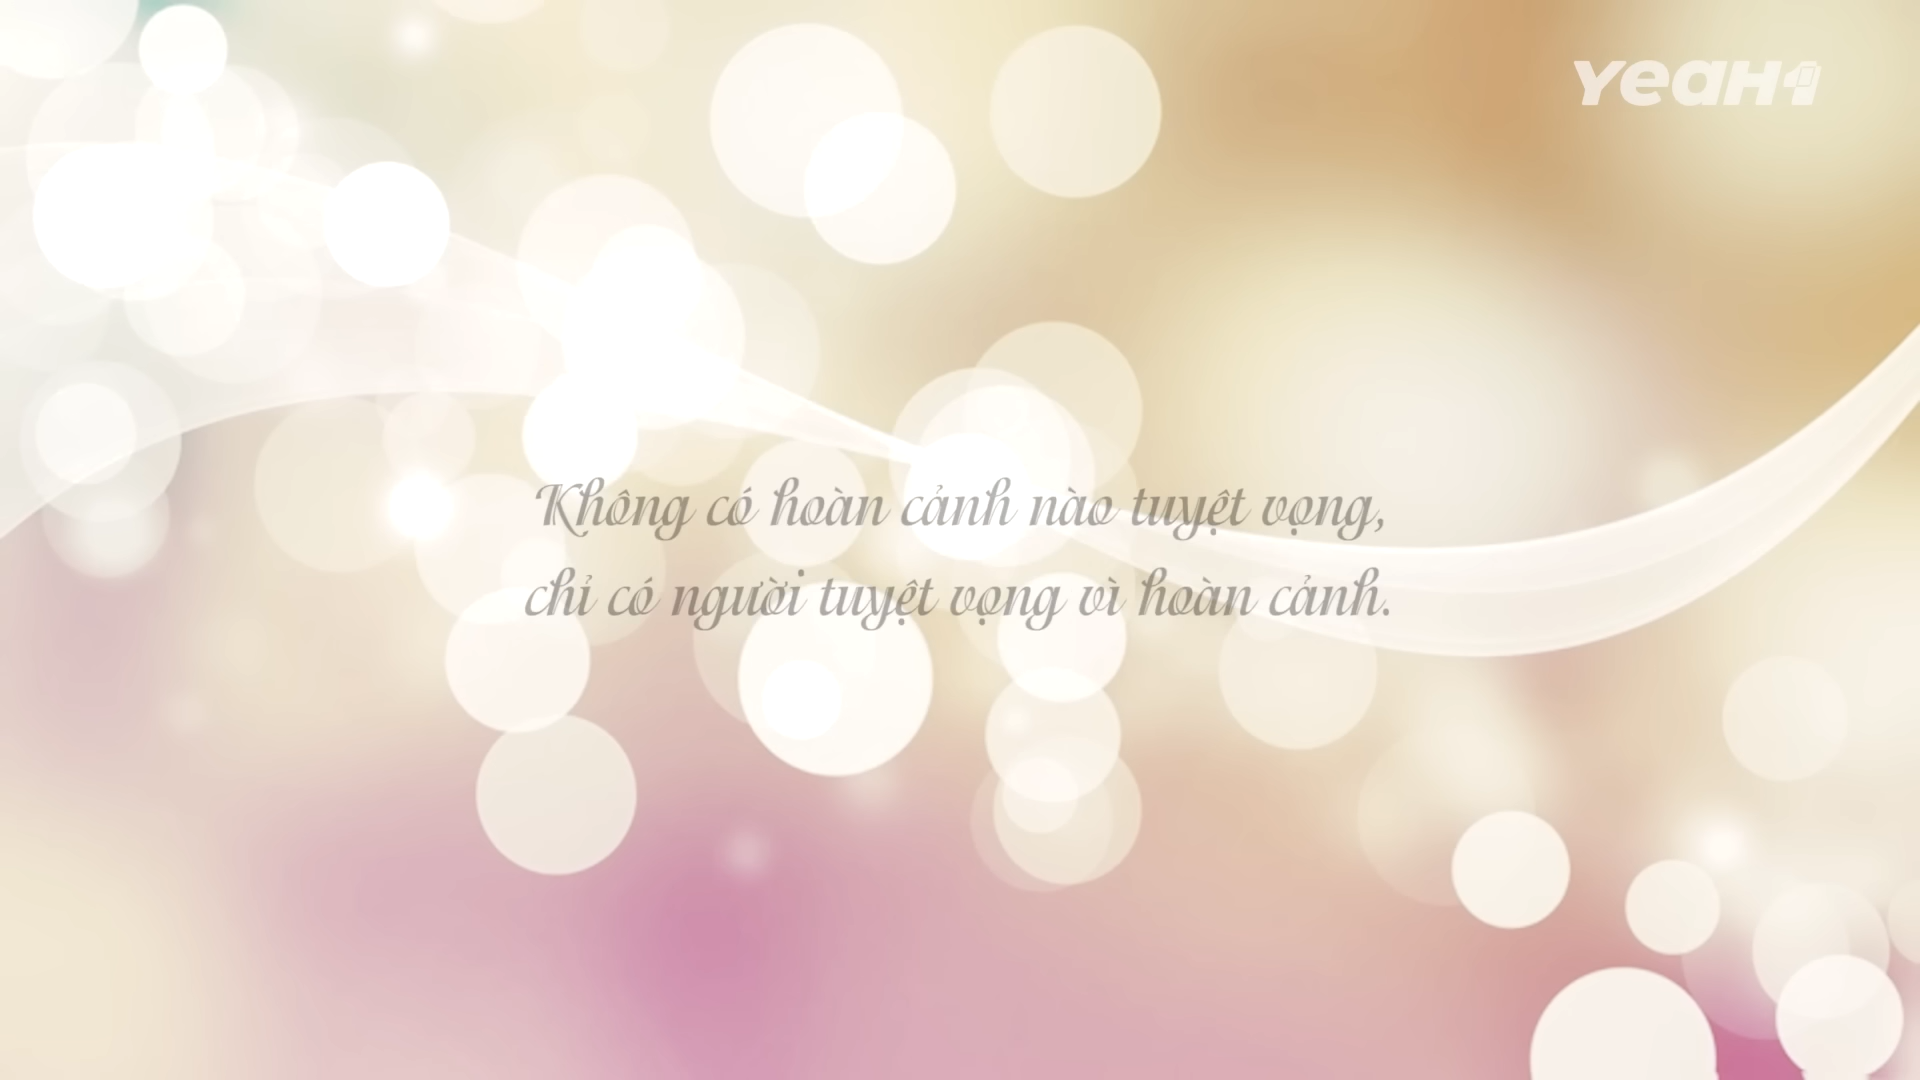 YeaH1
Không có hoàn cảnh nào tuyệt vọng,
chỉ có người tuyệt vọng vì hoàn cảnh.